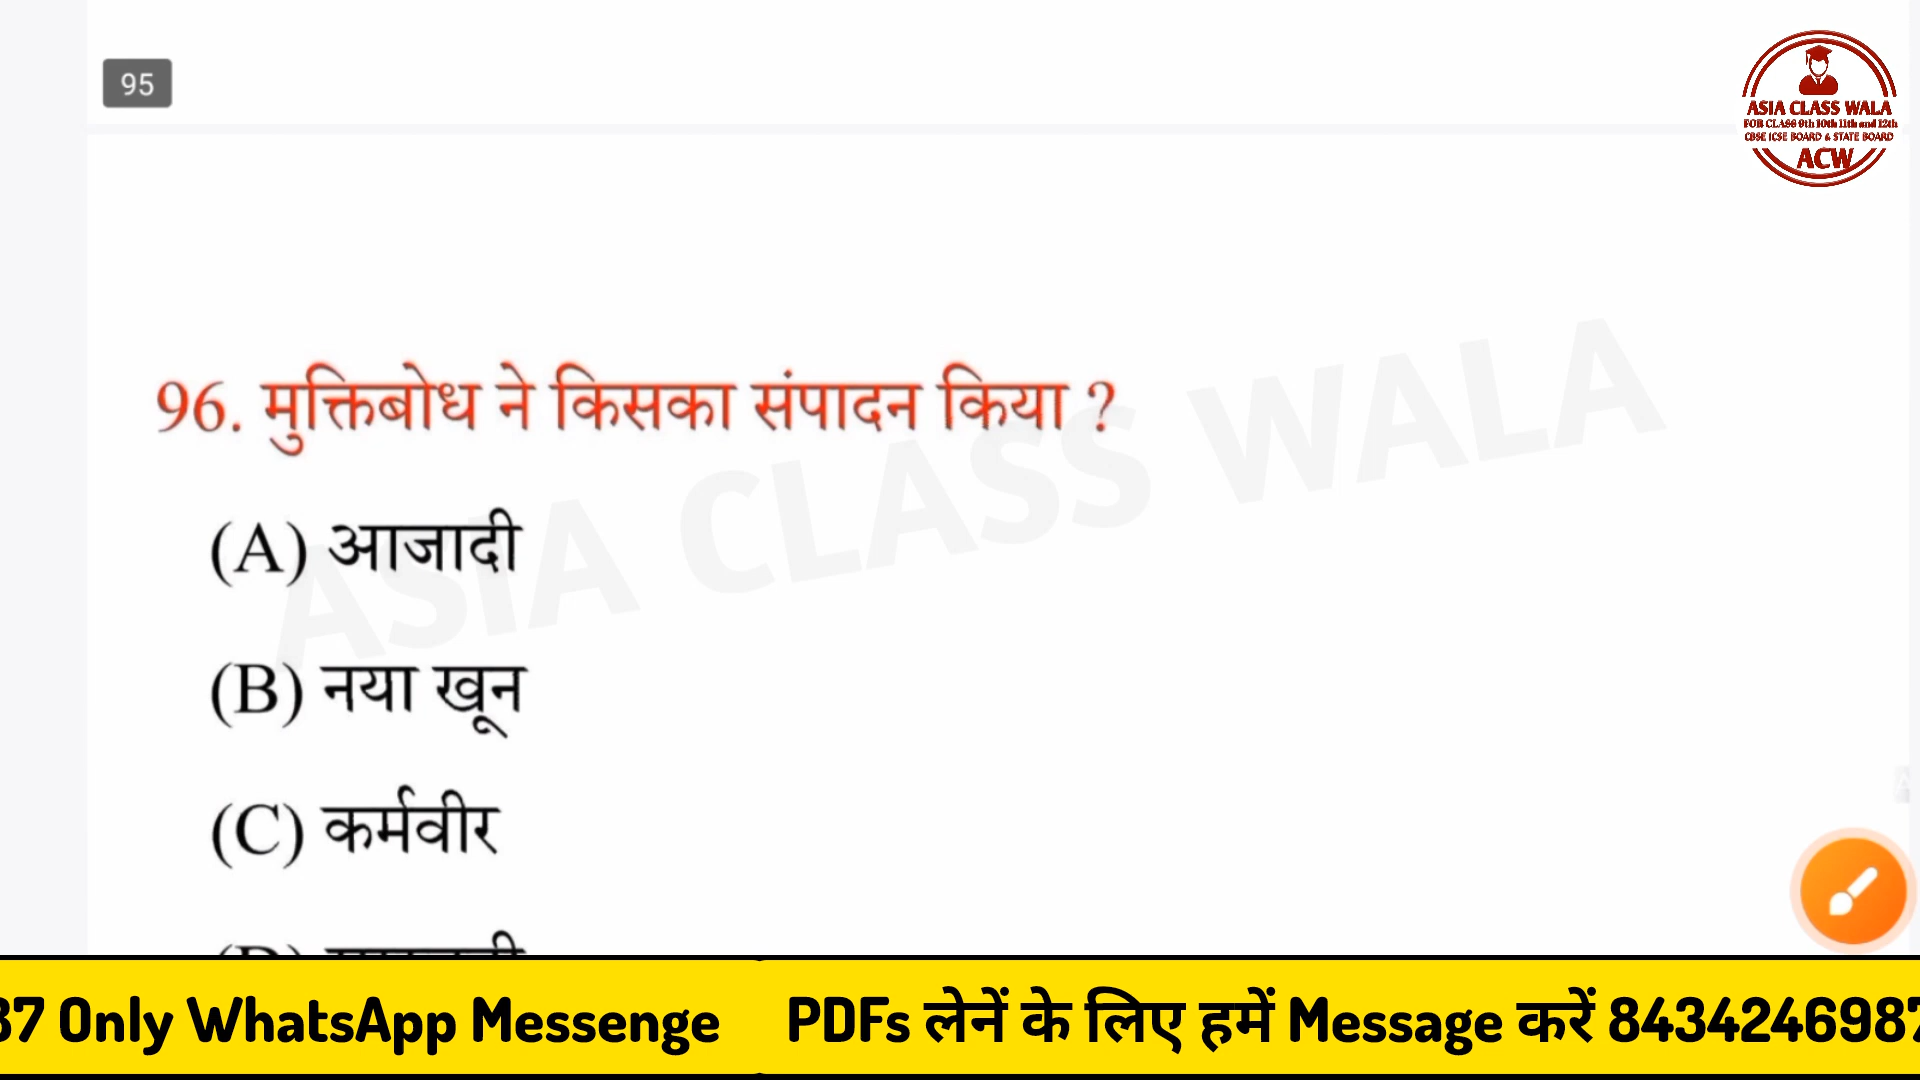 95
ASIA CLASS WALA
FOR CLASS 9th 10th 11th and 12th
CBSE ICSE BOARD & STATE BOARD
ACW
96. मुक्तिबोध ने किसका संपादन किया ?
ASIA CLASS WALA
(A) आजादी
(B) नया खून
(C) कर्मवीर
(D)
37 Only WhatsApp Messenge PDFs लेनें के लिए हमें Message करें 8434246987